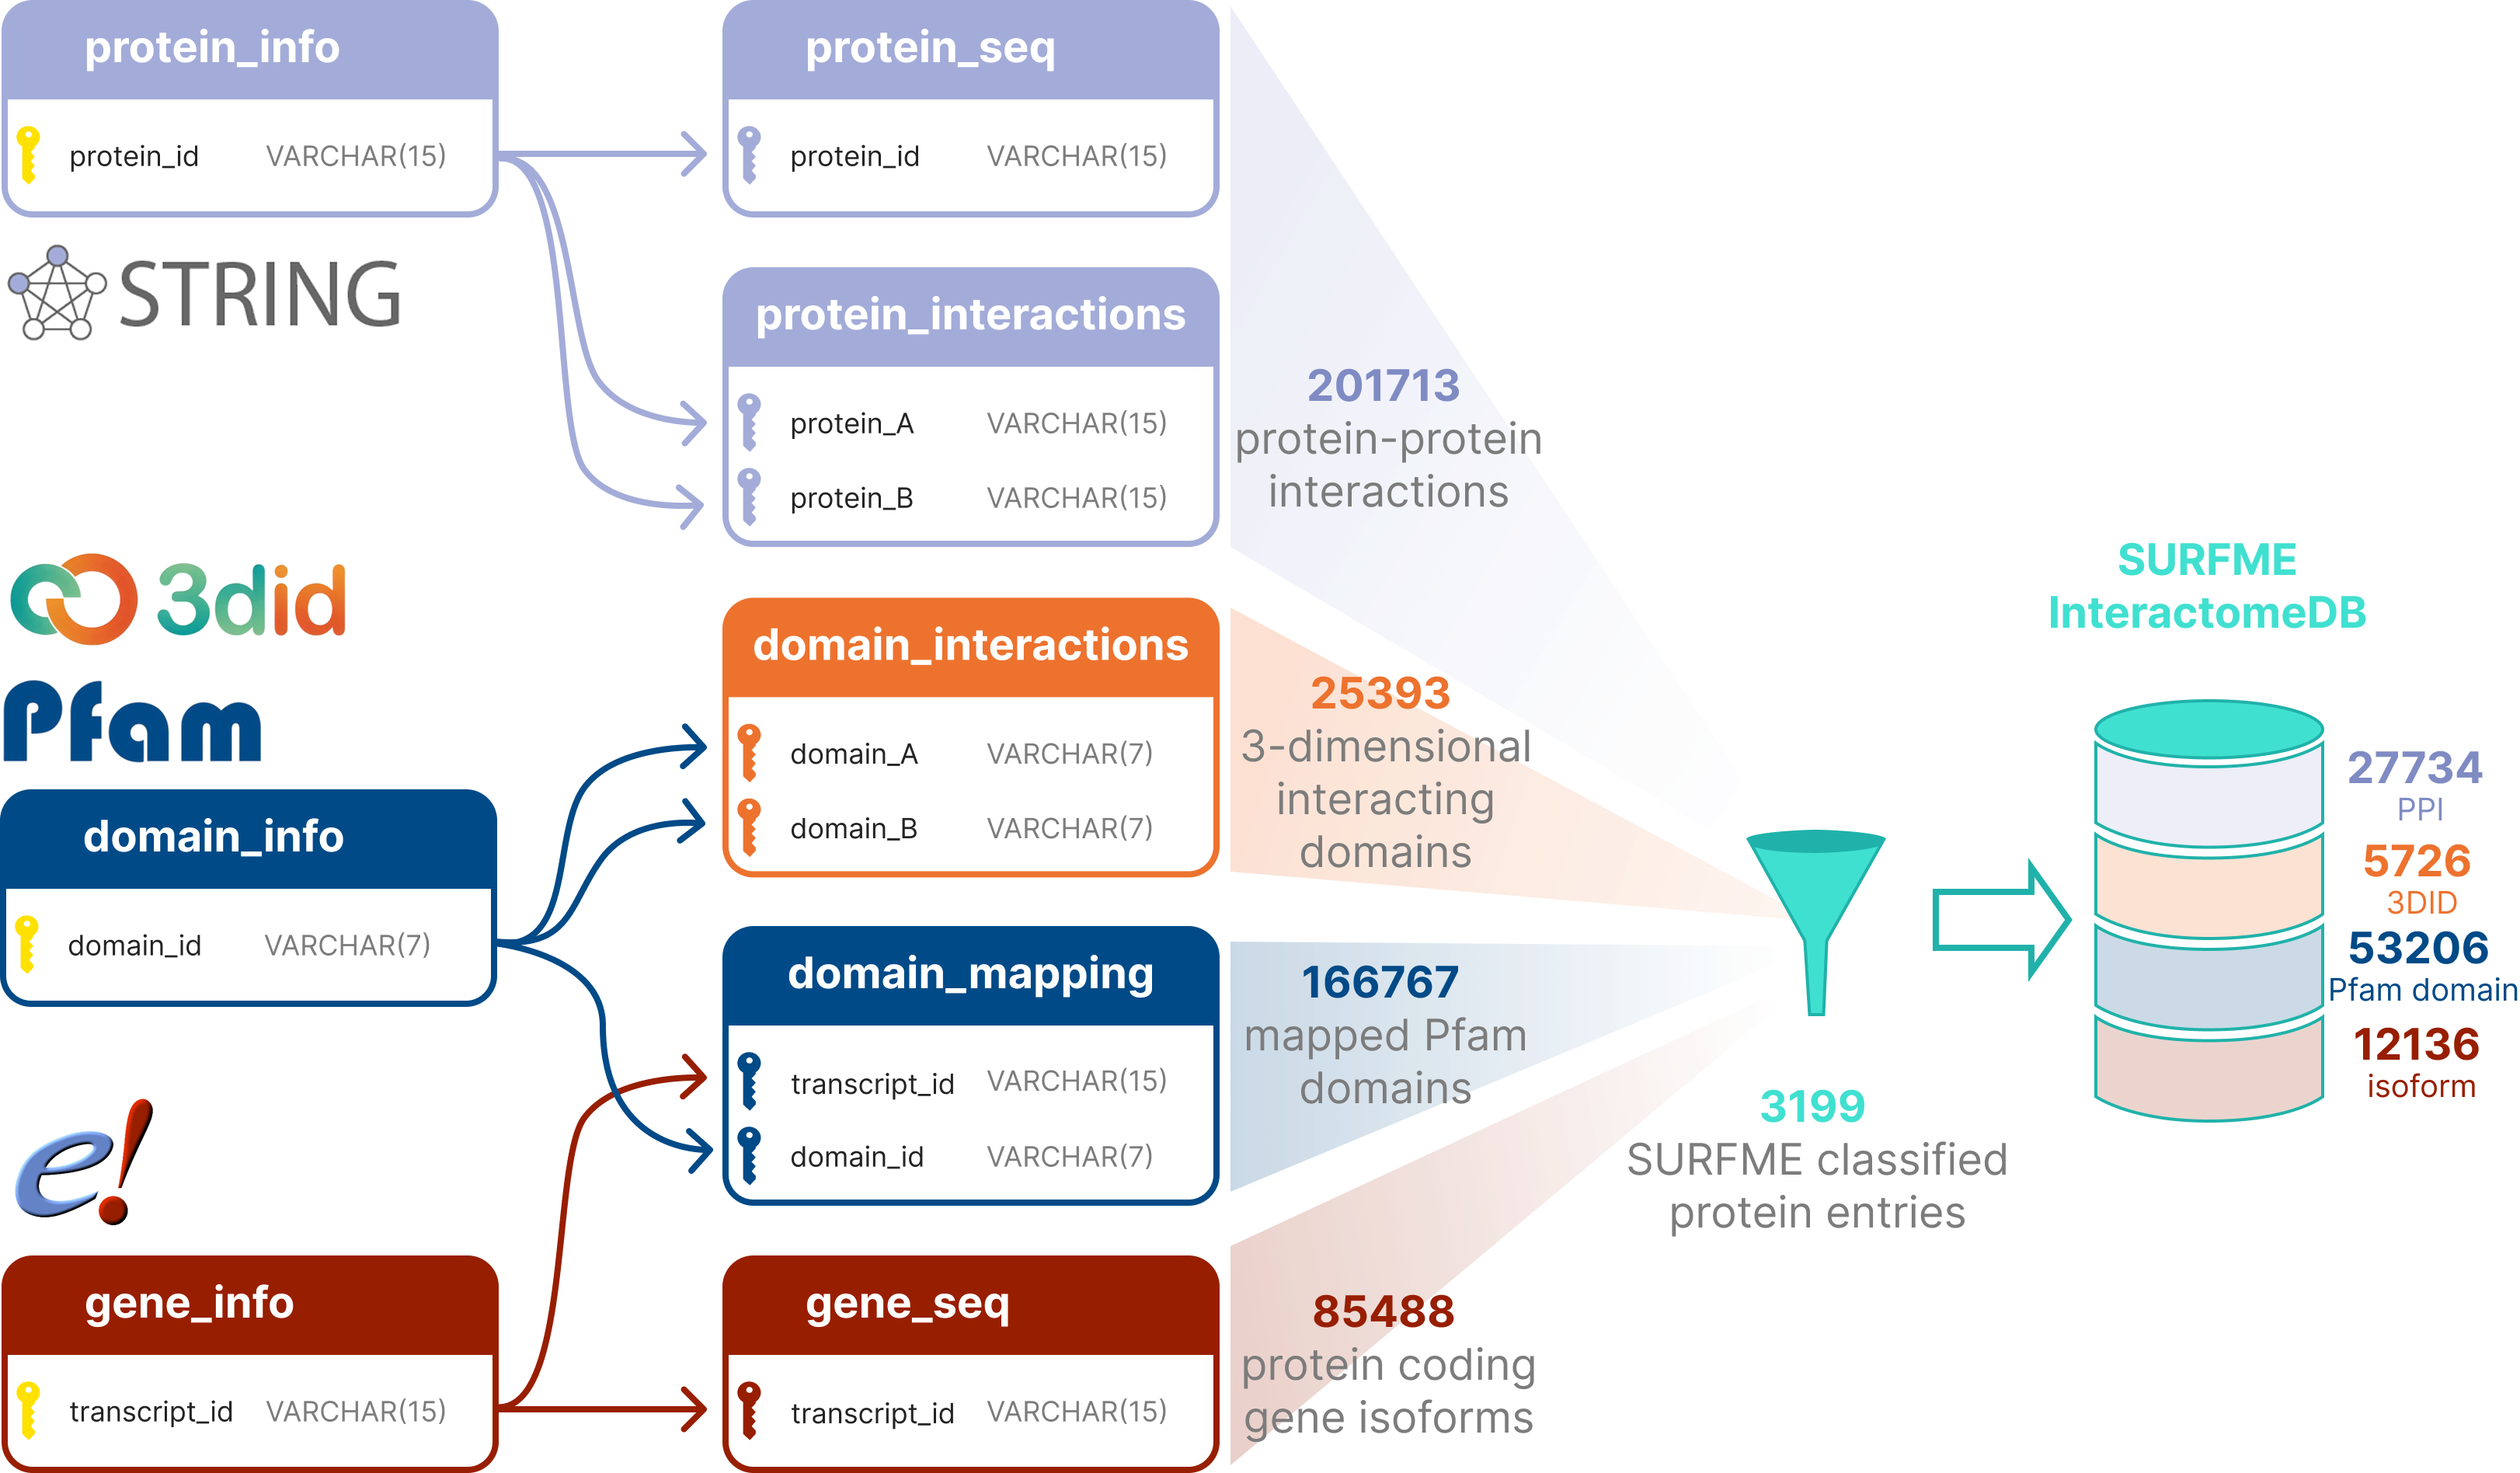 protein_info
protein_id VARCHAR(15)
STRING
protein_seq
protein_id VARCHAR(15)
protein_interactions
protein_A VARCHAR(15)
protein_B VARCHAR(15)
201713
protein-protein
interactions
3did
Pfam
domain_info
domain_id VARCHAR(7)
domain_interactions
domain_A VARCHAR(7)
domain_B VARCHAR(7)
25393
3-dimensional
interacting
domains
domain_mapping
transcript_id VARCHAR(15)
domain_id VARCHAR(7)
166767
mapped Pfam
domains
e!
gene_info
transcript_id VARCHAR(15)
gene_seq
transcript_id VARCHAR(15)
85488
protein coding
gene isoforms
3199
SURFME classified
protein entries
SURFME
InteractomeDB
27734
PPI
5726
3DID
53206
Pfam domain
12136
isoform